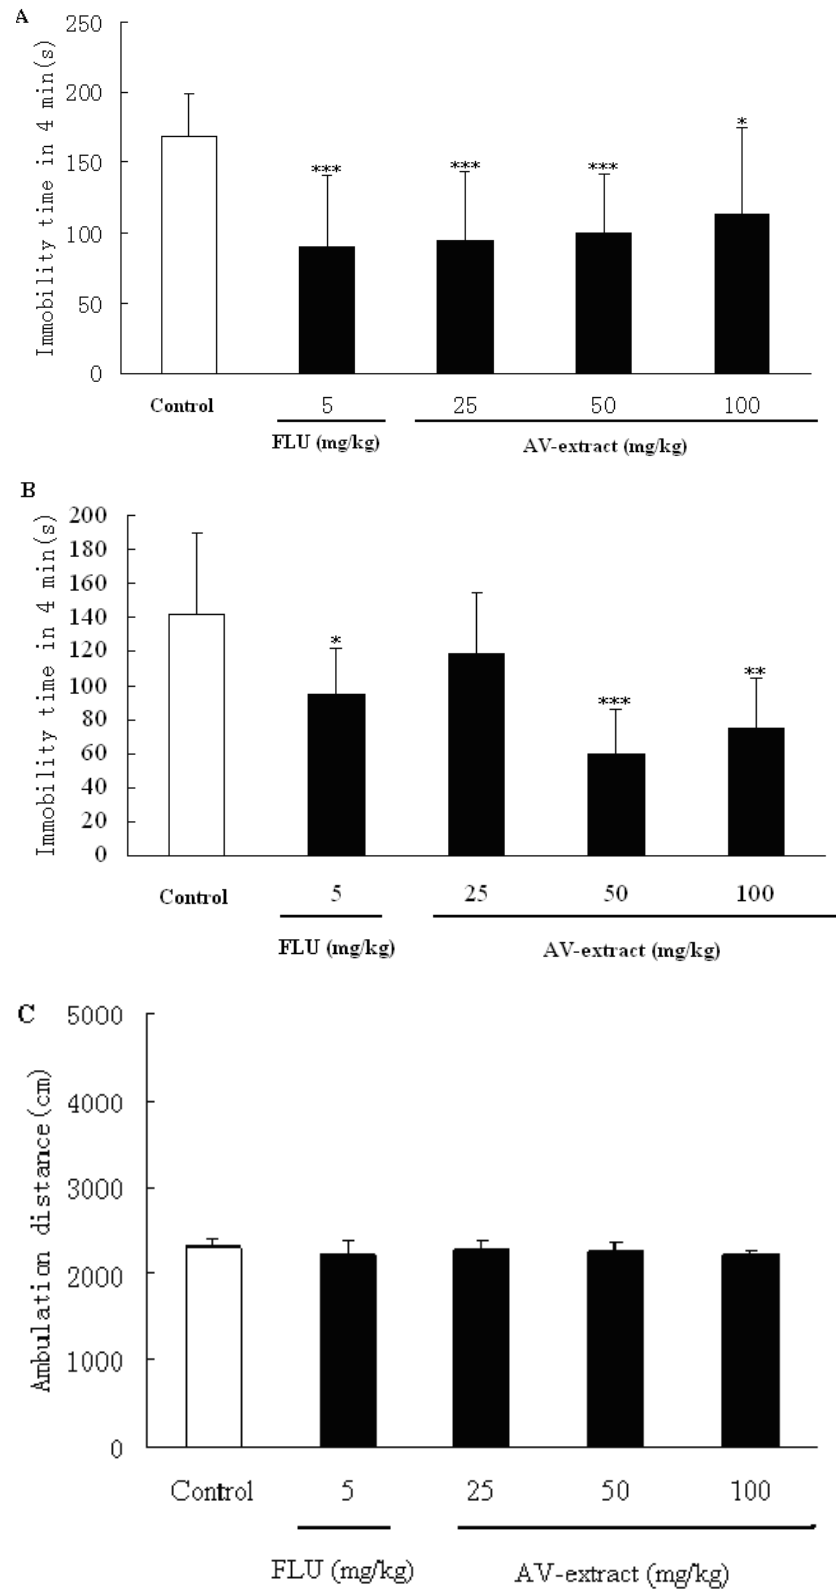 A
250
200
150
100
50
0
Immobility time in 4 min(s)
***
***
***
*
Control
5
25
50
100
FLU (mg/kg)
AV-extract (mg/kg)
B
200
180
160
140
120
100
80
60
40
20
0
Immobility time in 4 min(s)
*
***
**
Control
5
25
50
100
FLU (mg/kg)
AV-extract (mg/kg)
C
5000
4000
3000
2000
1000
0
Ambulation distance(cm)
Control
5
25
50
100
FLU (mg/kg)
AV-extract (mg/kg)